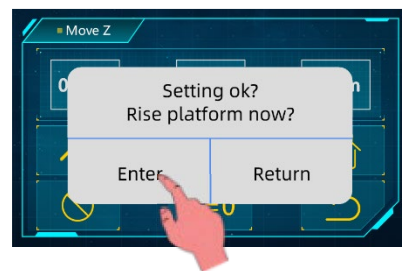 Move Z
Setting ok?
Rise platform now?
Enter
Return